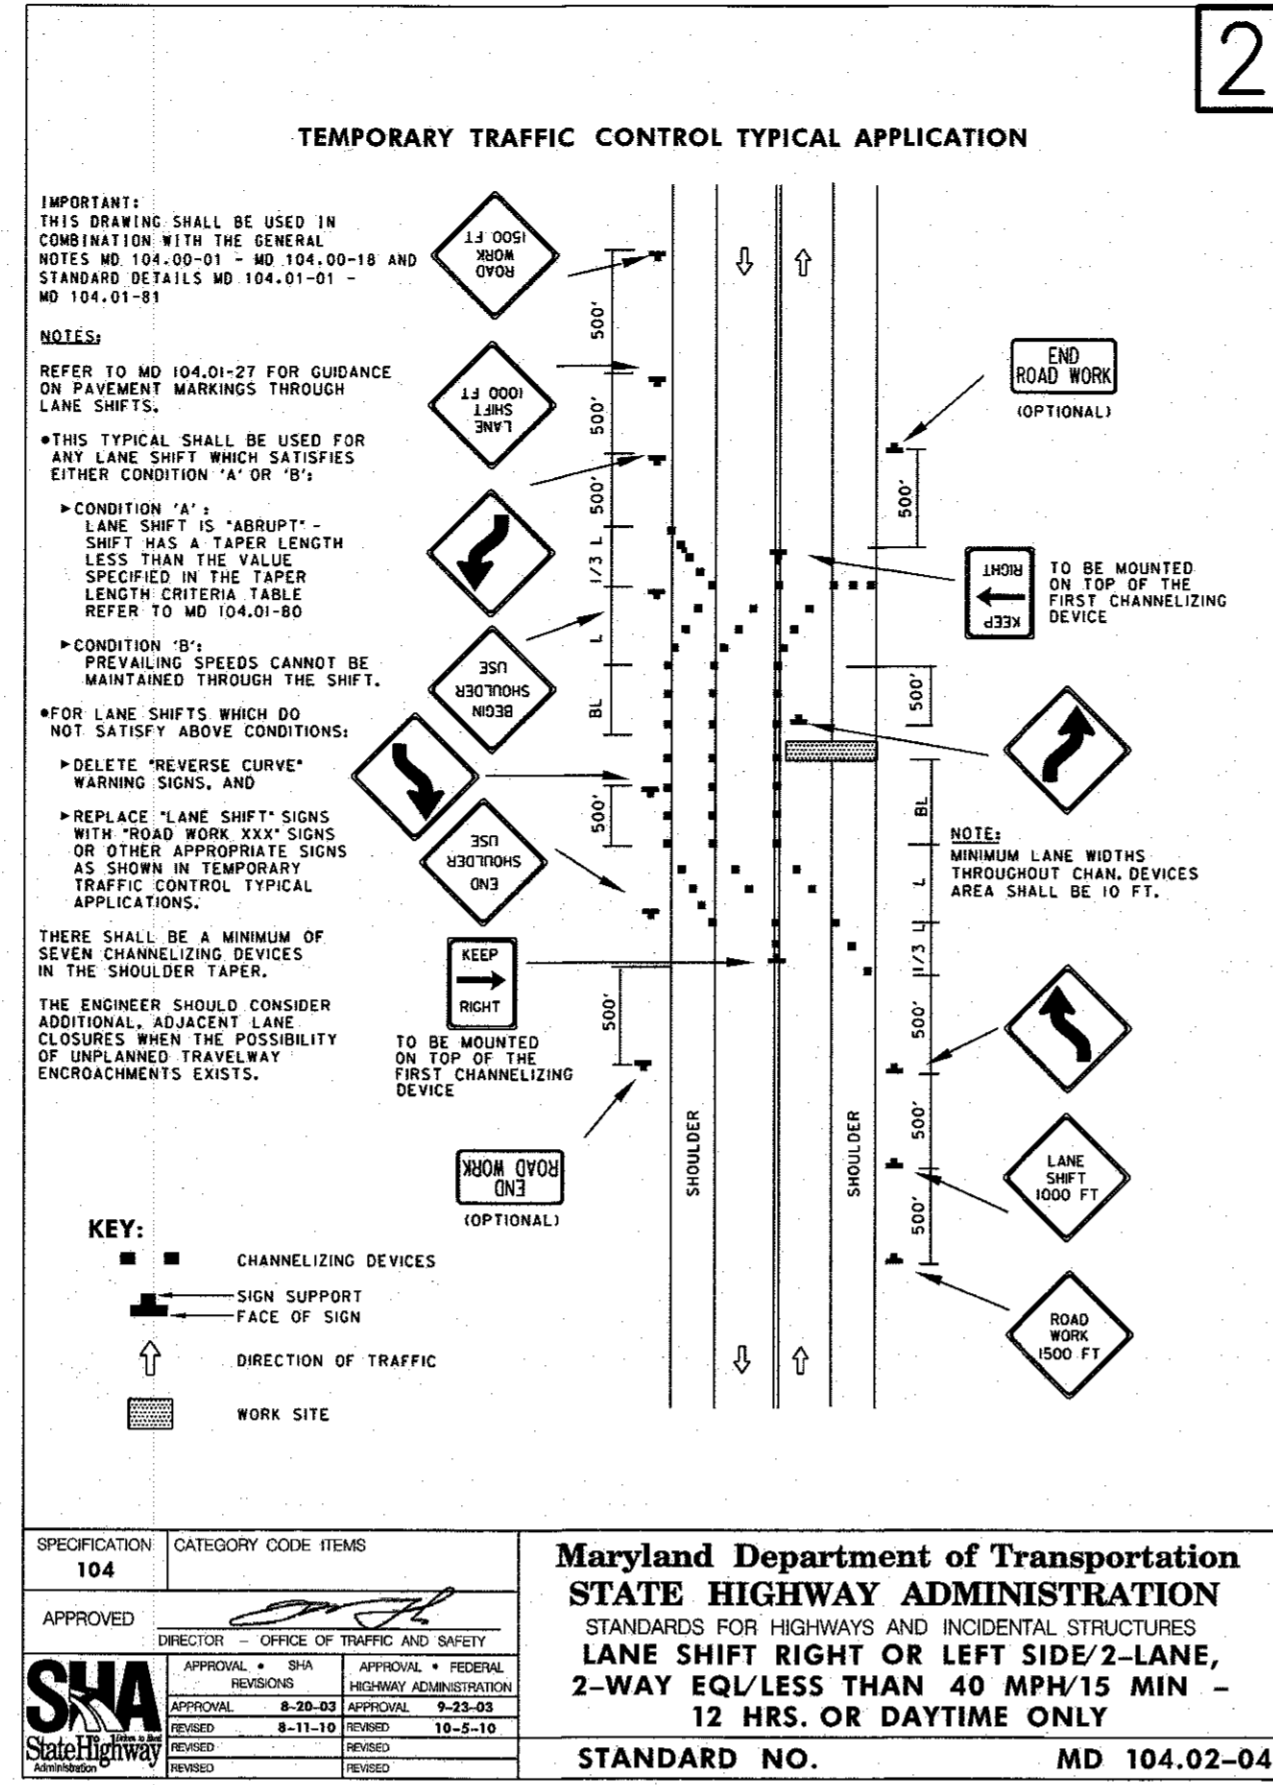 2
TEMPORARY TRAFFIC CONTROL TYPICAL APPLICATION
IMPORTANT:
THIS DRAWING SHALL BE USED IN
COMBINATION WITH THE GENERAL
NOTES MD 104.00-01 - MD 104.00-18 AND
STANDARD DETAILS MD 104.01-01 -
MD 104.01-81
NOTES:
REFER TO MD 104.01-27 FOR GUIDANCE
ON PAVEMENT MARKINGS THROUGH
LANE SHIFTS.
•THIS TYPICAL SHALL BE USED FOR
ANY LANE SHIFT WHICH SATISFIES
EITHER CONDITION 'A' OR 'B':
►CONDITION 'A':
LANE SHIFT IS "ABRUPT" -
SHIFT HAS A TAPER LENGTH
LESS THAN THE VALUE
SPECIFIED IN THE TAPER
LENGTH CRITERIA TABLE
REFER TO MD 104.01-80
►CONDITION 'B':
PREVAILING SPEEDS CANNOT BE
MAINTAINED THROUGH THE SHIFT.
•FOR LANE SHIFTS WHICH DO
NOT SATISFY ABOVE CONDITIONS:
►DELETE "REVERSE CURVE"
WARNING SIGNS, AND
►REPLACE "LANE SHIFT" SIGNS
WITH "ROAD WORK XXX" SIGNS
OR OTHER APPROPRIATE SIGNS
AS SHOWN IN TEMPORARY
TRAFFIC CONTROL TYPICAL
APPLICATIONS.
THERE SHALL BE A MINIMUM OF
SEVEN CHANNELIZING DEVICES
IN THE SHOULDER TAPER.
THE ENGINEER SHOULD CONSIDER
ADDITIONAL, ADJACENT LANE
CLOSURES WHEN THE POSSIBILITY
OF UNPLANNED TRAVELWAY
ENCROACHMENTS EXISTS.
ROAD
WORK
1500 FT
LANE
SHIFT
1000 FT
BEGIN
SHOULDER
USE
END
SHOULDER
USE
KEEP
RIGHT
TO BE MOUNTED
ON TOP OF THE
FIRST CHANNELIZING
DEVICE
END
ROAD WORK
(OPTIONAL)
500'
500'
500'
1/3 L
L
BL
500'
500'
SHOULDER
SHOULDER
END
ROAD WORK
(OPTIONAL)
500'
KEEP
RIGHT
TO BE MOUNTED
ON TOP OF THE
FIRST CHANNELIZING
DEVICE
500'
BL
L
1/3 L
500'
500'
500'
NOTE:
MINIMUM LANE WIDTHS
THROUGHOUT CHAN. DEVICES
AREA SHALL BE 10 FT.
LANE
SHIFT
1000 FT
ROAD
WORK
1500 FT
KEY:
CHANNELIZING DEVICES
SIGN SUPPORT
FACE OF SIGN
DIRECTION OF TRAFFIC
WORK SITE
SPECIFICATION
104
CATEGORY CODE ITEMS
APPROVED
DIRECTOR - OFFICE OF TRAFFIC AND SAFETY
SHA
State Highway
Administration
APPROVAL • SHA
REVISIONS
APPROVAL • FEDERAL
HIGHWAY ADMINISTRATION
APPROVAL 8-20-03 APPROVAL 9-23-03
REVISED 8-11-10 REVISED 10-5-10
REVISED REVISED
REVISED REVISED
Maryland Department of Transportation
STATE HIGHWAY ADMINISTRATION
STANDARDS FOR HIGHWAYS AND INCIDENTAL STRUCTURES
LANE SHIFT RIGHT OR LEFT SIDE/2-LANE,
2-WAY EQL/LESS THAN 40 MPH/15 MIN -
12 HRS. OR DAYTIME ONLY
STANDARD NO. MD 104.02-04